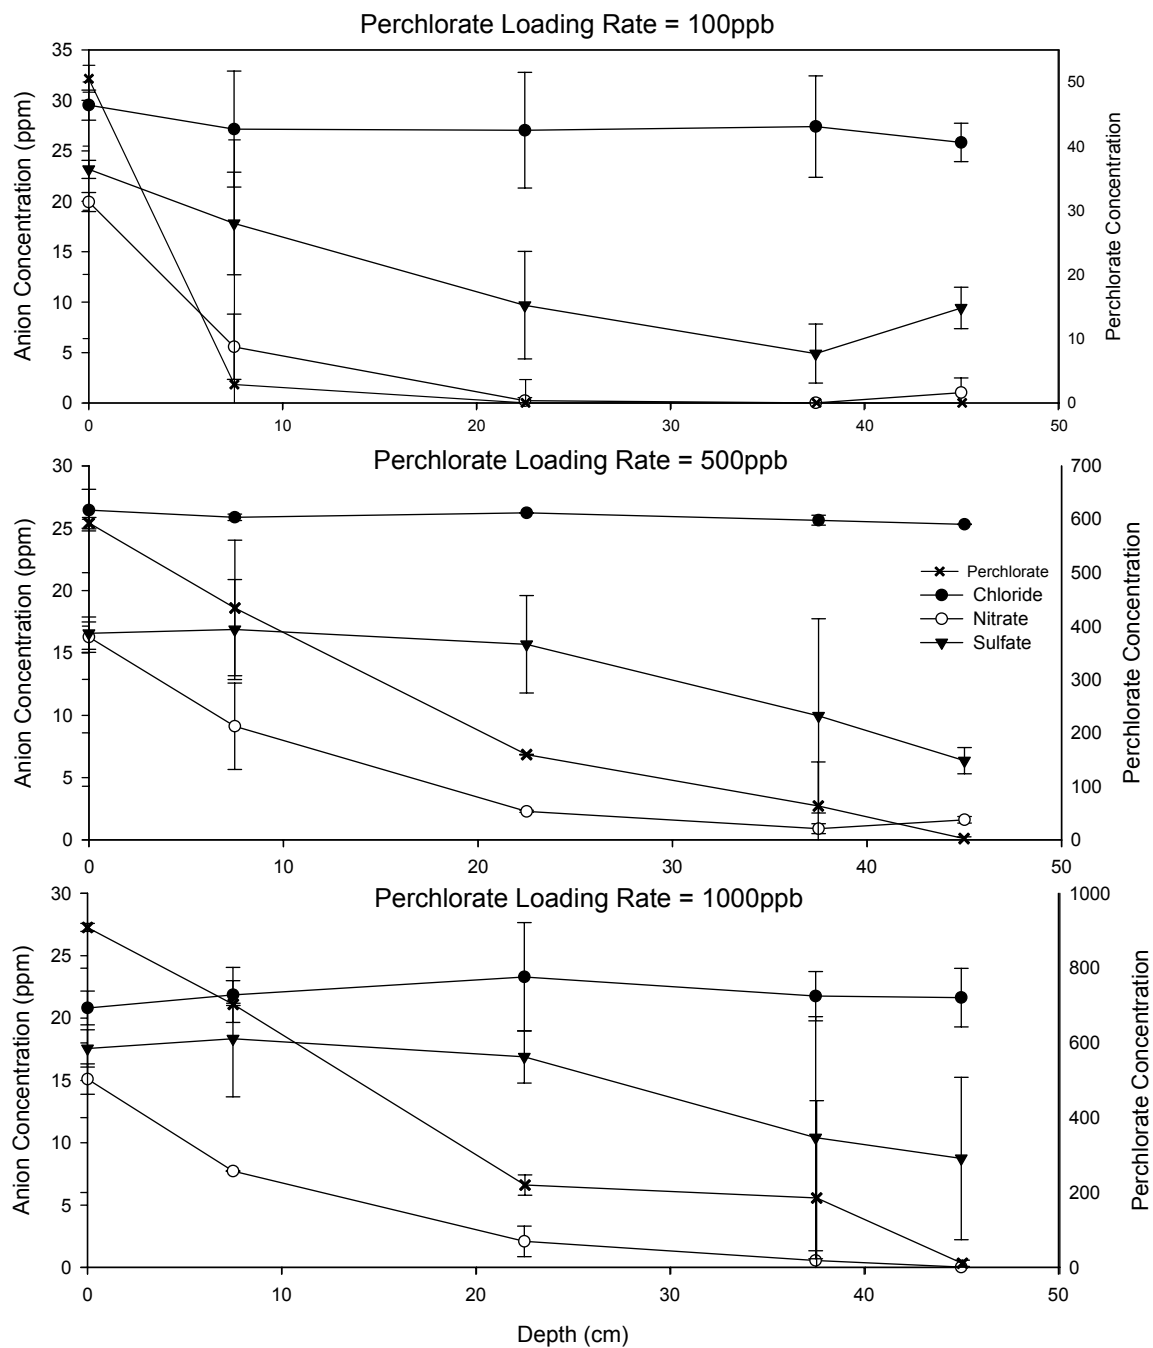 Perchlorate Loading Rate = 100ppb
35
30
25
20
15
10
5
0
Anion Concentration (ppm)
50
40
30
20
10
0
Perchlorate Concentration
0 10 20 30 40 50
Perchlorate Loading Rate = 500ppb
30
25
20
15
10
5
0
Anion Concentration (ppm)
Perchlorate
Chloride
Nitrate
Sulfate
700
600
500
400
300
200
100
0
Perchlorate Concentration
0 10 20 30 40 50
Perchlorate Loading Rate = 1000ppb
30
25
20
15
10
5
0
Anion Concentration (ppm)
1000
800
600
400
200
0
Perchlorate Concentration
0 10 20 30 40 50
Depth (cm)